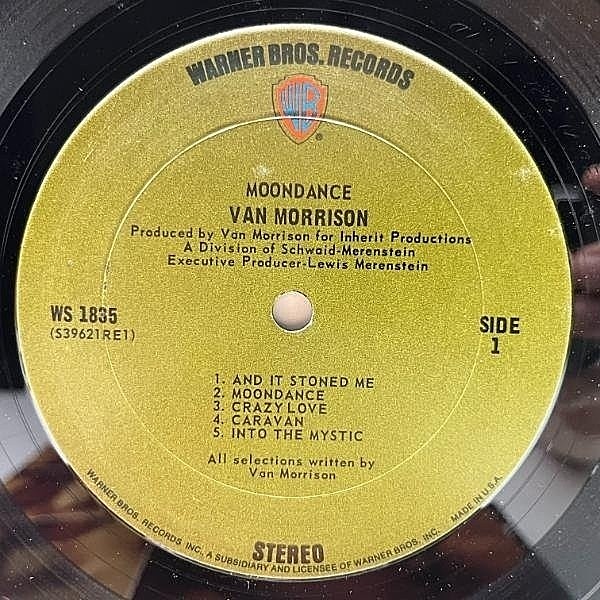 WARNER BROS. RECORDS
WB
®
MOONDANCE
VAN MORRISON
Produced by Van Morrison for Inherit Productions
A Division of Schwaid-Merenstein
Executive Producer-Lewis Merenstein
WS 1835
(S39621RE1)
SIDE
1
1. AND IT STONED ME
2. MOONDANCE
3. CRAZY LOVE
4. CARAVAN
5. INTO THE MYSTIC
All selections written by
Van Morrison
STEREO
WARNER BROS. RECORDS INC. A SUBSIDIARY AND LICENSEE OF WARNER BROS. INC. MADE IN U.S.A.